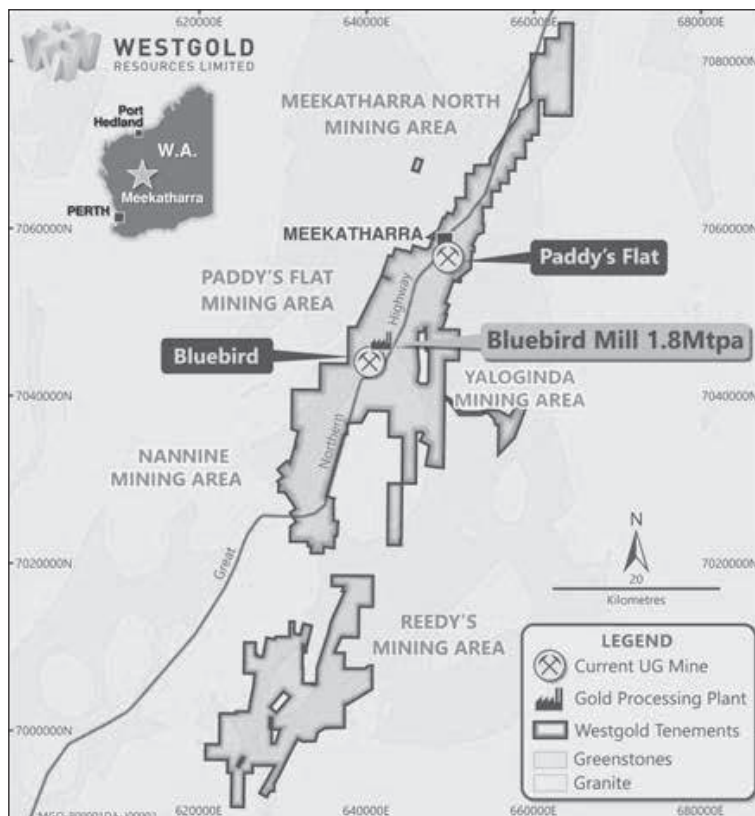 620000E 640000E 660000E 680000E
WESTGOLD
RESOURCES LIMITED
7080000N
MEEKATHARRA NORTH
MINING AREA
Port
Hedland
W.A.
Meekatharra
PERTH
7060000N 7060000N
MEEKATHARRA
Paddy's Flat
PADDY'S FLAT
MINING AREA
Highway
Bluebird Mill 1.8Mtpa
Bluebird
YALOGINDA
MINING AREA
7040000N 7040000N
Northern
NANNINE
MINING AREA
N
Great
7020000N 7020000N
20
Kilometres
REEDY'S
MINING AREA
LEGEND
Current UG Mine
Gold Processing Plant
Westgold Tenements
Greenstones
Granite
7000000N
620000E 640000E 660000E 680000E